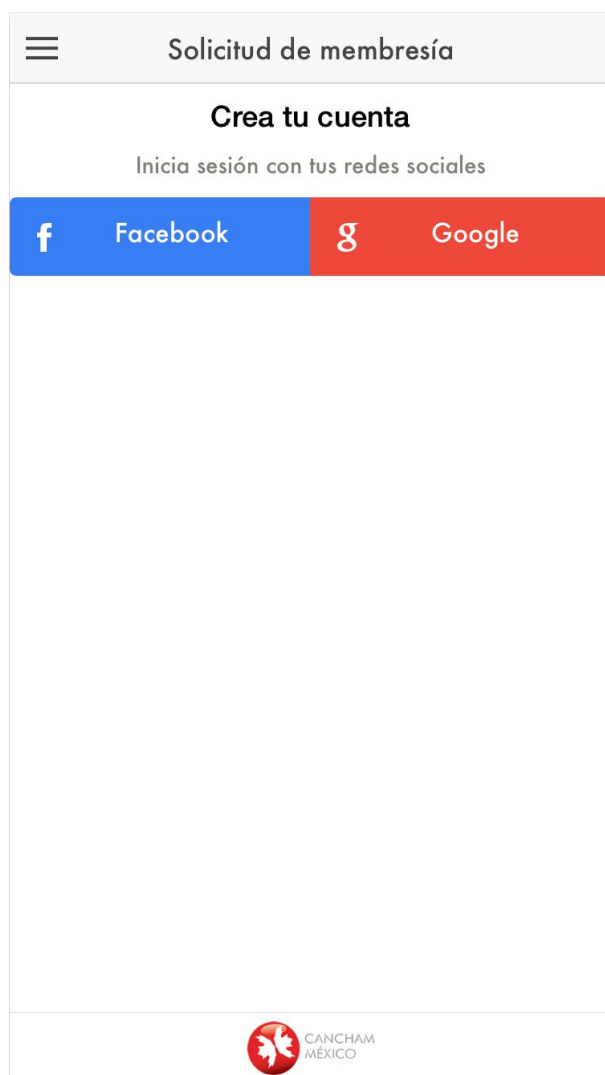 Solicitud de membresía
Crea tu cuenta
Inicia sesión con tus redes sociales
f Facebook g Google
CANCHAM
MÉXICO